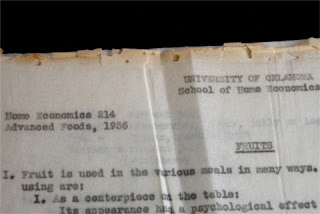 UNIVERSITY OF OKLAHOMA
School of Home Economics
Home Economics 214
Advanced Foods, 1936
FRUITS
I. Fruit is used in the various meals in many ways.
using are:
I. As a centerpiece on the table:
Its appearance has a psychological effect